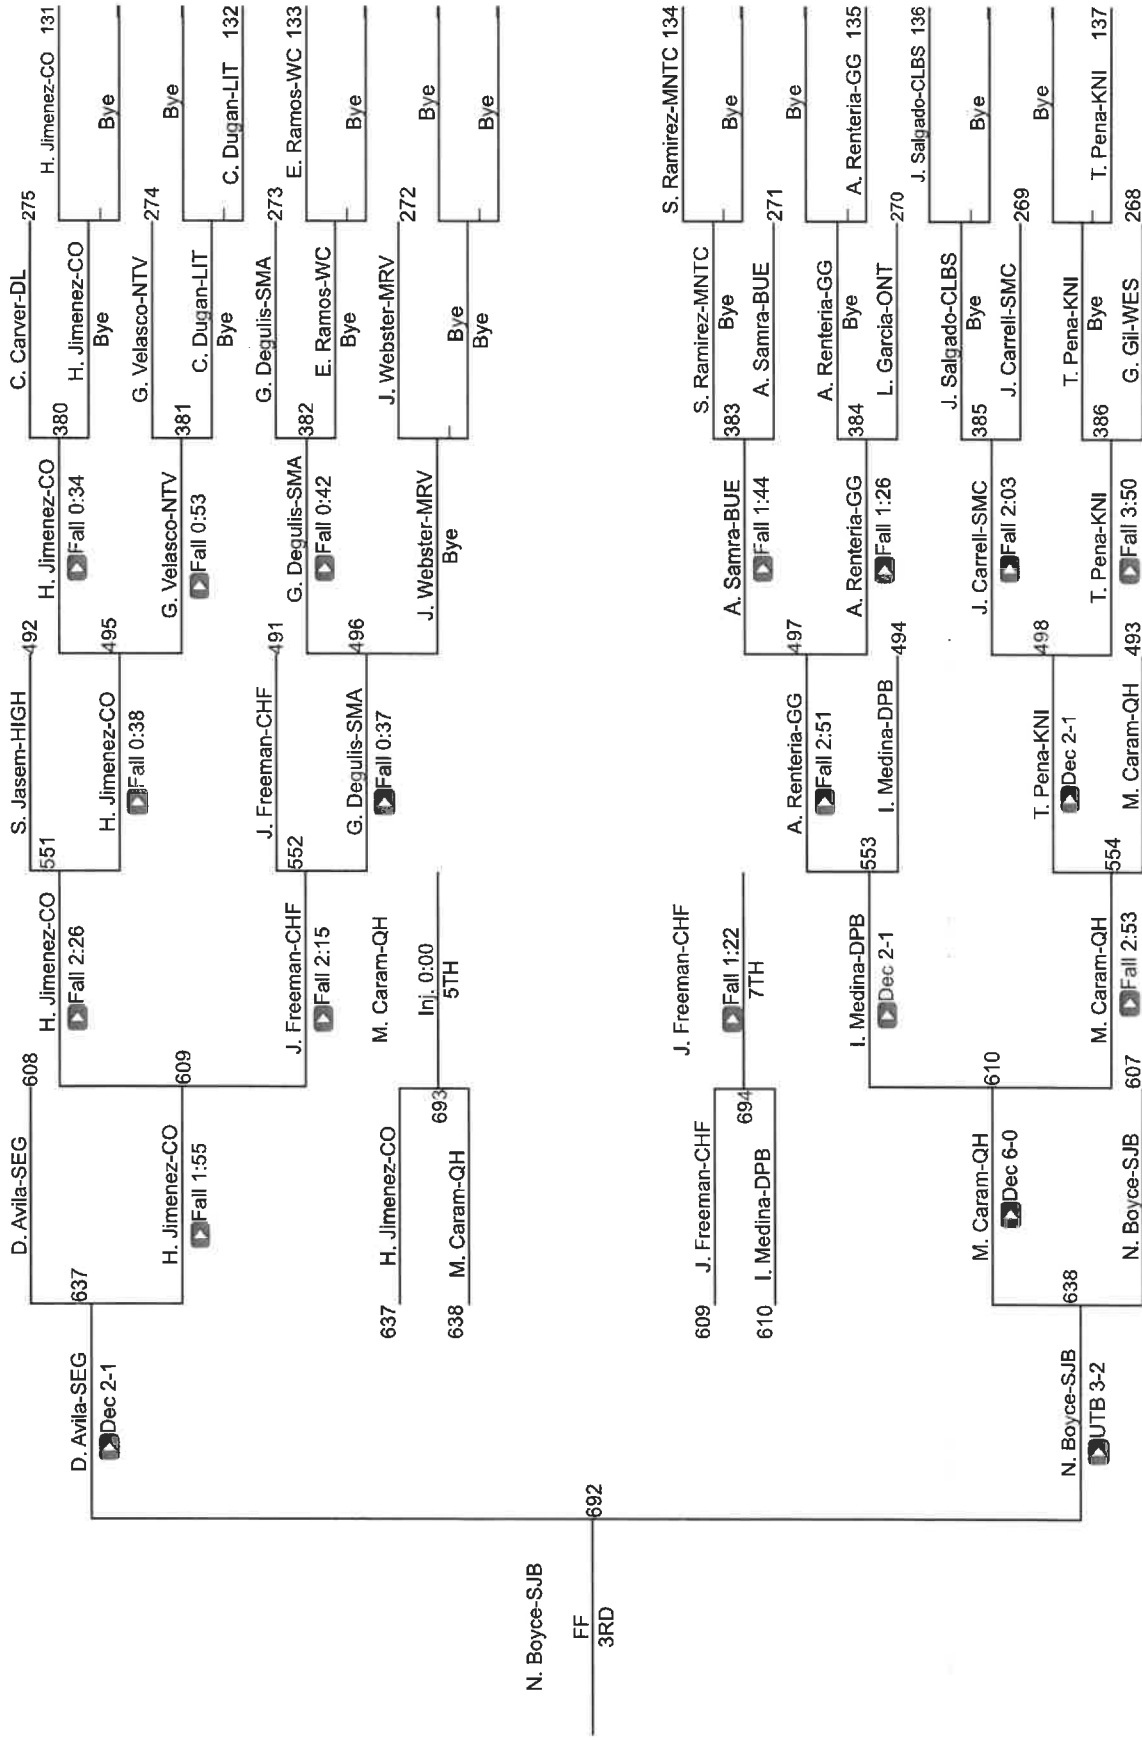 H. Jimenez-CO 131
Bye
Bye
C. Dugan-LIT 132
E. Ramos-WC 133
Bye
Bye
Bye
S. Ramirez-MNTC 134
Bye
Bye
A. Renteria-GG 135
J. Salgado-CLBS 136
Bye
Bye
T. Pena-KNI 137
C. Carver-DL 275
H. Jimenez-CO
Bye
G. Velasco-NTV 274
C. Dugan-LIT
Bye
G. Degulis-SMA 273
E. Ramos-WC
Bye
J. Webster-MRV 272
Bye
Bye
S. Ramirez-MNTC
Bye
A. Samra-BUE 271
A. Renteria-GG
Bye
L. Garcia-ONT 270
J. Salgado-CLBS
Bye
J. Carrell-SMC 269
T. Pena-KNI
Bye
G. Gil-WES 268
H. Jimenez-CO 380
Fall 0:34
G. Velasco-NTV 381
Fall 0:53
G. Degulis-SMA 382
Fall 0:42
J. Webster-MRV
Bye
A. Samra-BUE 383
Fall 1:44
A. Renteria-GG 384
Fall 1:26
J. Carrell-SMC 385
Fall 2:03
T. Pena-KNI 386
Fall 3:50
S. Jasem-HIGH 492
H. Jimenez-CO 495
Fall 0:38
J. Freeman-CHF 491
G. Degulis-SMA 496
Fall 0:37
A. Renteria-GG 497
Fall 2:51
I. Medina-DPB 494
T. Pena-KNI 498
Dec 2-1
M. Caram-QH 493
H. Jimenez-CO 551
Fall 2:26
J. Freeman-CHF 552
Fall 2:15
I. Medina-DPB 553
Dec 2-1
M. Caram-QH 554
Fall 2:53
D. Avila-SEG 608
H. Jimenez-CO 609
Fall 1:55
M. Caram-QH 610
Dec 6-0
N. Boyce-SJB 607
637 H. Jimenez-CO
638 M. Caram-QH
693
M. Caram-QH
Inj. 0:00
5TH
609 J. Freeman-CHF
610 I. Medina-DPB
694
J. Freeman-CHF
Fall 1:22
7TH
D. Avila-SEG 637
Dec 2-1
N. Boyce-SJB 638
UTB 3-2
N. Boyce-SJB 692
FF
3RD